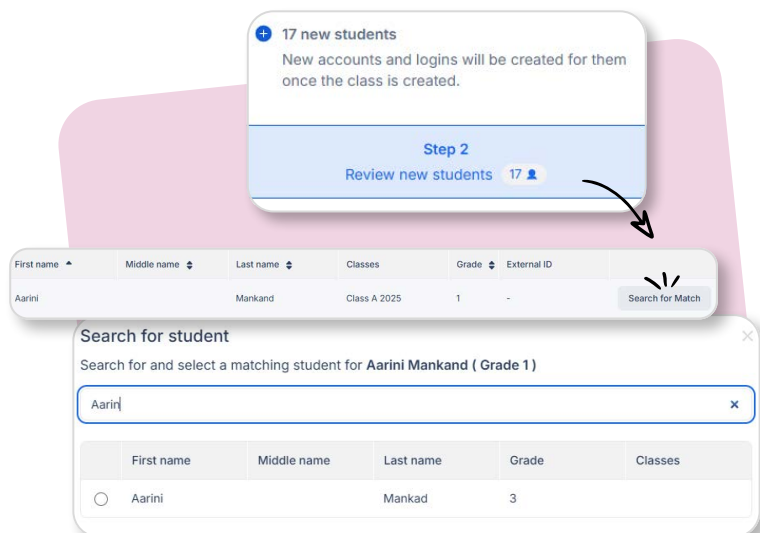 17 new students
New accounts and logins will be created for them
once the class is created.
Step 2
Review new students 17
First name Middle name Last name Classes Grade External ID
Aarini Mankand Class A 2025 1 - Search for Match
Search for student
Search for and select a matching student for Aarini Mankand ( Grade 1 )
Aarin
First name Middle name Last name Grade Classes
Aarini Mankad 3